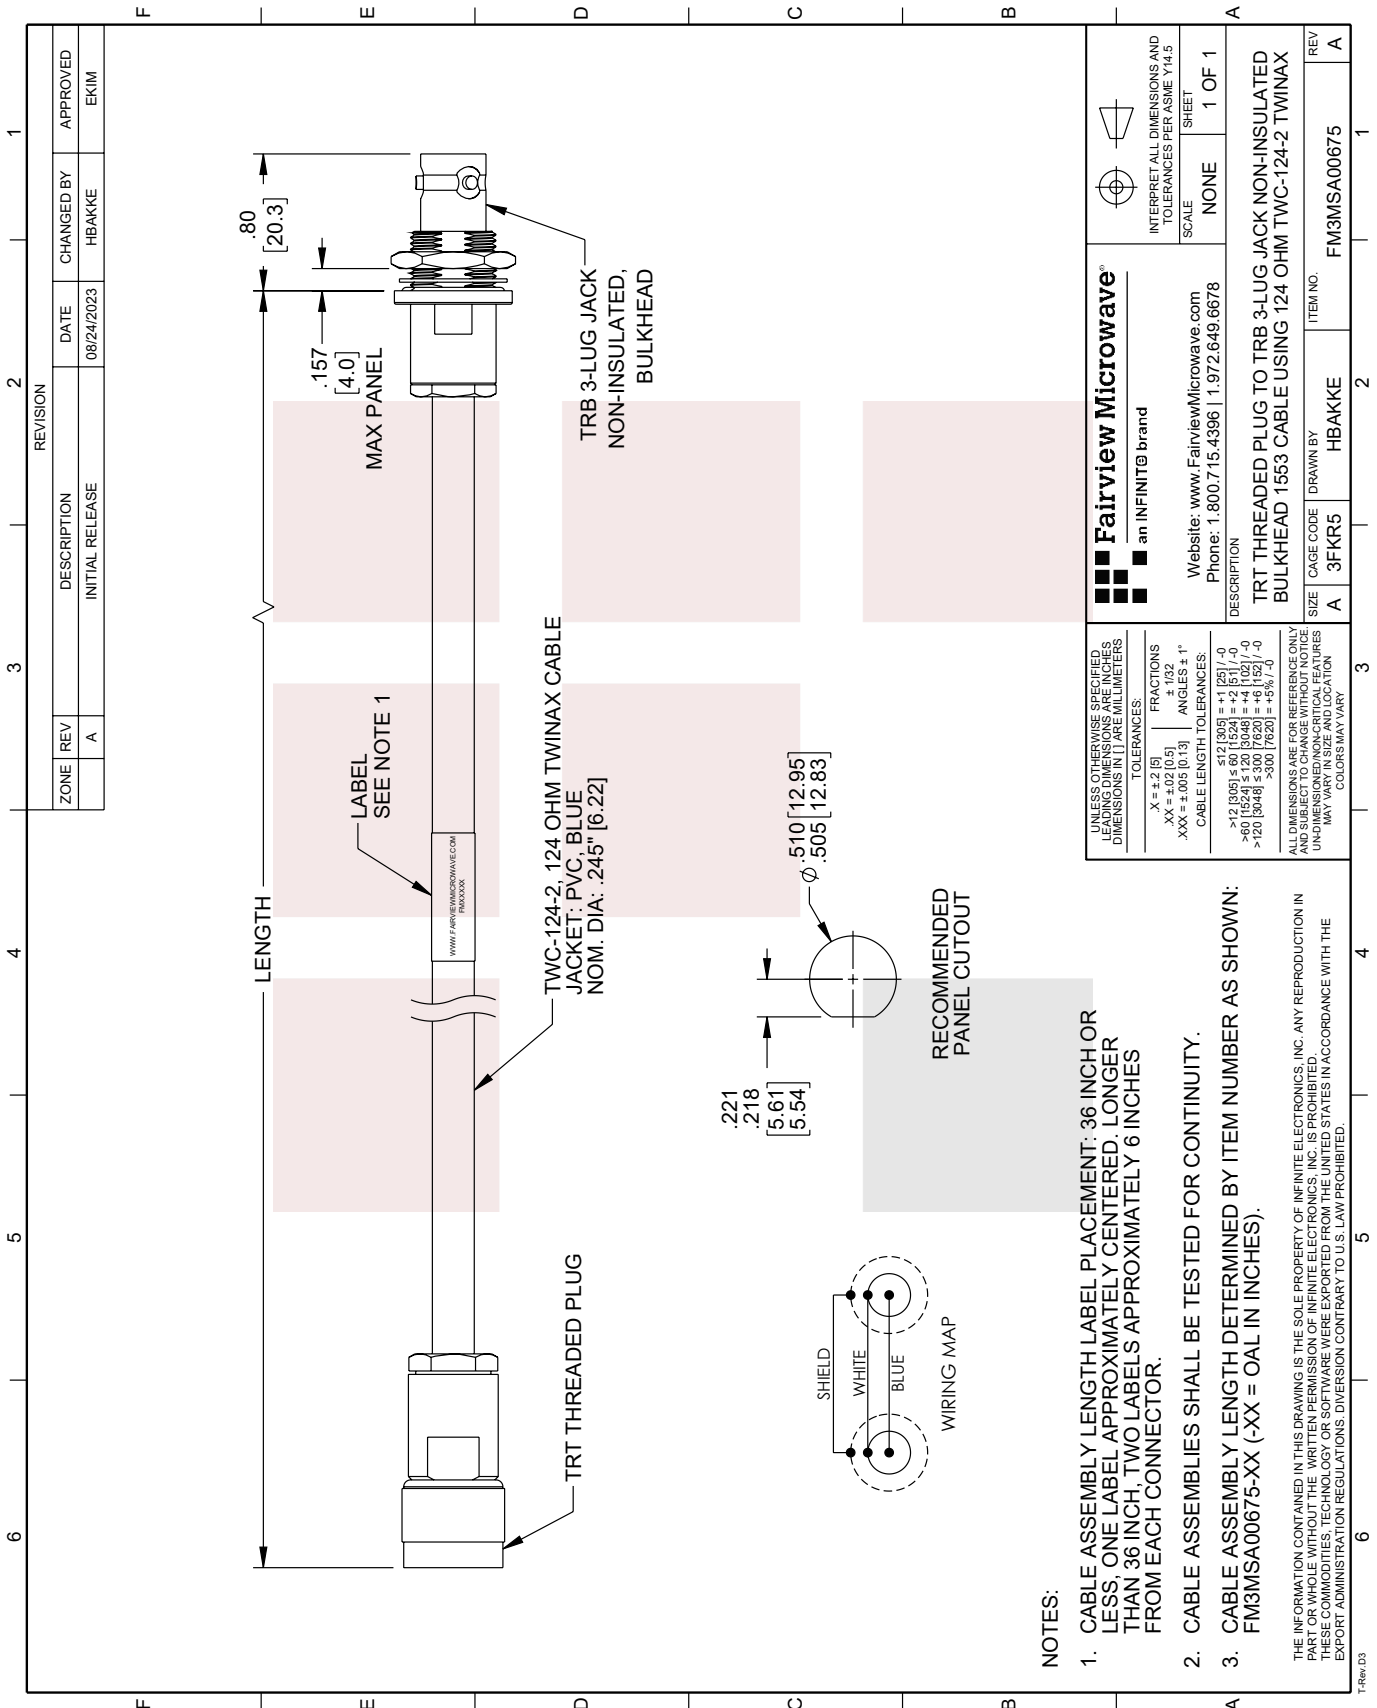 REVISION
ZONE REV DESCRIPTION DATE CHANGED BY APPROVED
A INITIAL RELEASE 08/24/2023 HBAKKE EKIM
6 5 4 3 2 1
F
E
D
C
B
A
LENGTH
.80
[20.3]
.157
[4.0]
MAX PANEL
LABEL
SEE NOTE 1
WWW.FAIRVIEWMICROWAVE.COM
FMXXXXX
TRT THREADED PLUG
TWC-124-2, 124 OHM TWINAX CABLE
JACKET: PVC, BLUE
NOM. DIA: .245" [6.22]
TRB 3-LUG JACK
NON-INSULATED,
BULKHEAD
SHIELD
WHITE
BLUE
WIRING MAP
.221
.218
[5.61]
[5.54]
Ø .510 [12.95]
.505 [12.83]
RECOMMENDED
PANEL CUTOUT
NOTES:
1. CABLE ASSEMBLY LENGTH LABEL PLACEMENT: 36 INCH OR
LESS, ONE LABEL APPROXIMATELY CENTERED. LONGER
THAN 36 INCH, TWO LABELS APPROXIMATELY 6 INCHES
FROM EACH CONNECTOR.
2. CABLE ASSEMBLIES SHALL BE TESTED FOR CONTINUITY.
3. CABLE ASSEMBLY LENGTH DETERMINED BY ITEM NUMBER AS SHOWN:
FM3MSA00675-XX (-XX = OAL IN INCHES).
THE INFORMATION CONTAINED IN THIS DRAWING IS THE SOLE PROPERTY OF INFINITE ELECTRONICS, INC. ANY REPRODUCTION IN
PART OR WHOLE WITHOUT THE WRITTEN PERMISSION OF INFINITE ELECTRONICS, INC. IS PROHIBITED.
THESE COMMODITIES, TECHNOLOGY OR SOFTWARE WERE EXPORTED FROM THE UNITED STATES IN ACCORDANCE WITH THE
EXPORT ADMINISTRATION REGULATIONS. DIVERSION CONTRARY TO U.S. LAW PROHIBITED.
UNLESS OTHERWISE SPECIFIED
LEADING DIMENSIONS ARE INCHES
DIMENSIONS IN [ ] ARE MILLIMETERS
TOLERANCES:
.X = ±.2 [5] FRACTIONS
.XX = ±.02 [0.5] ± 1/32
.XXX = ±.005 [0.13] ANGLES ± 1°
CABLE LENGTH TOLERANCES:
≤12 [305] = +1 [25] / -0
>12 [305] ≤ 60 [1524] = +2 [51] / -0
>60 [1524] ≤ 120 [3048] = +4 [102] / -0
>120 [3048] ≤ 300 [7620] = +6 [152] / -0
>300 [7620] = +5% / -0
ALL DIMENSIONS ARE FOR REFERENCE ONLY
AND SUBJECT TO CHANGE WITHOUT NOTICE.
UN-DIMENSIONED/NON-CRITICAL FEATURES
MAY VARY IN SIZE AND LOCATION
COLORS MAY VARY
Fairview Microwave®
an INFINIT@ brand
Website: www.FairviewMicrowave.com
Phone: 1.800.715.4396 | 1.972.649.6678
INTERPRET ALL DIMENSIONS AND
TOLERANCES PER ASME Y14.5
SCALE NONE SHEET 1 OF 1
DESCRIPTION
TRT THREADED PLUG TO TRB 3-LUG JACK NON-INSULATED
BULKHEAD 1553 CABLE USING 124 OHM TWC-124-2 TWINAX
SIZE A CAGE CODE 3FKR5 DRAWN BY HBAKKE ITEM NO. FM3MSA00675 REV A
6 5 4 3 2 1
T-Rev.D3